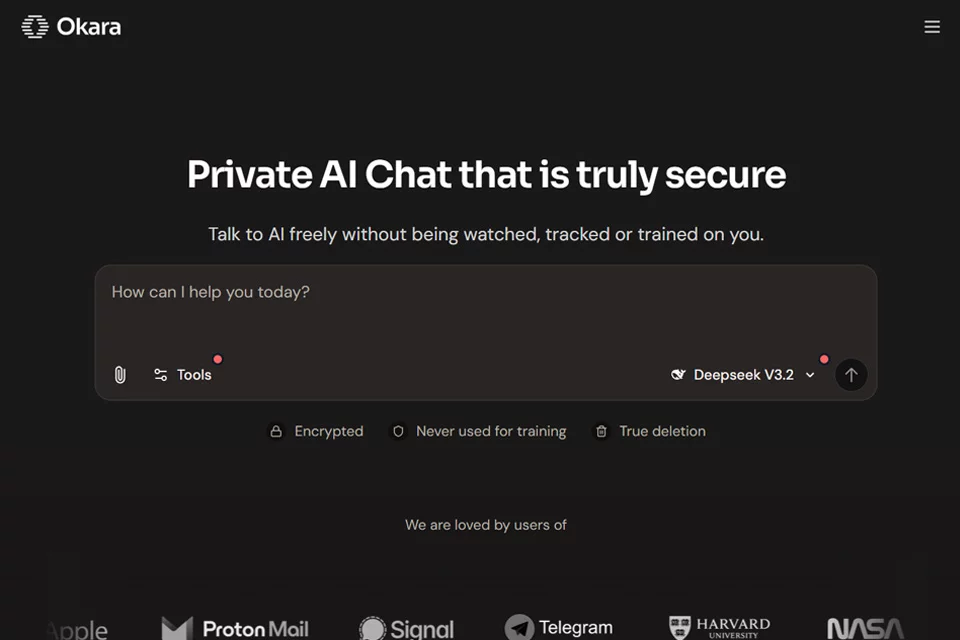 Okara
Private AI Chat that is truly secure
Talk to AI freely without being watched, tracked or trained on you.
How can I help you today?
Tools
Deepseek V3.2
Encrypted
Never used for training
True deletion
We are loved by users of
Apple
Proton Mail
Signal
Telegram
HARVARD
UNIVERSITY
NASA